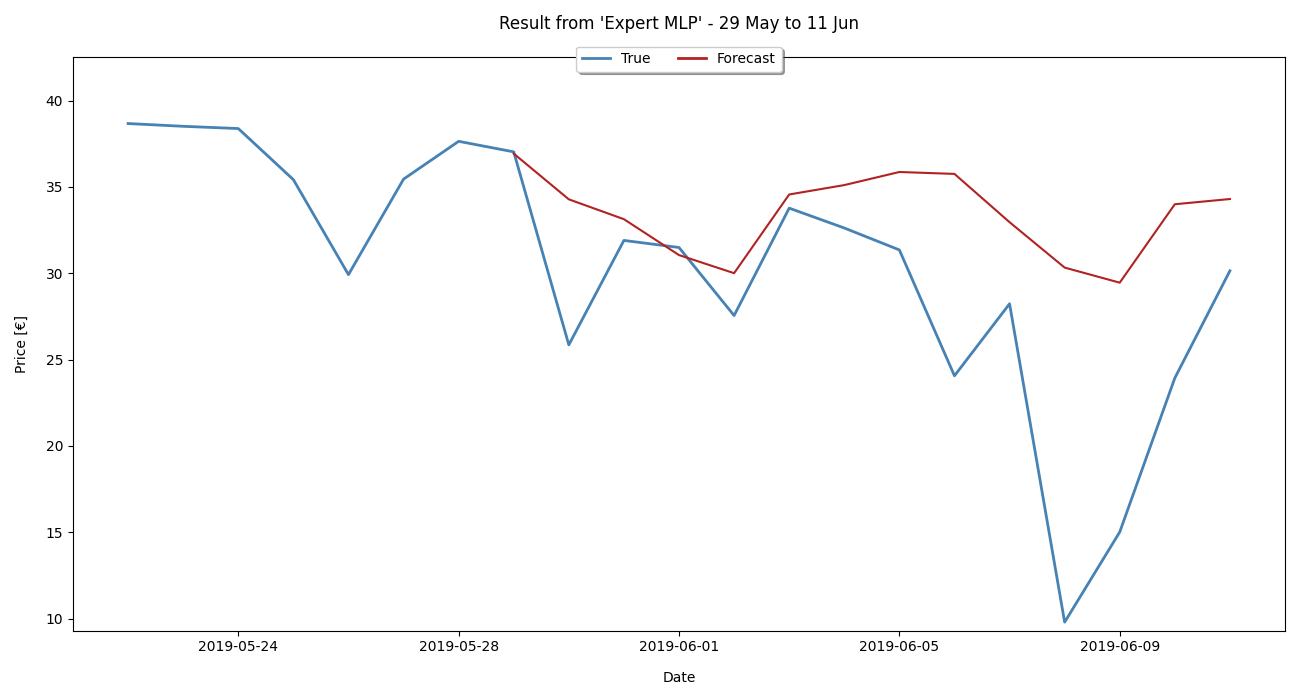 Result from 'Expert MLP' - 29 May to 11 Jun
True Forecast
40
35
30
25
20
15
10
Price [€]
2019-05-24 2019-05-28 2019-06-01 2019-06-05 2019-06-09
Date